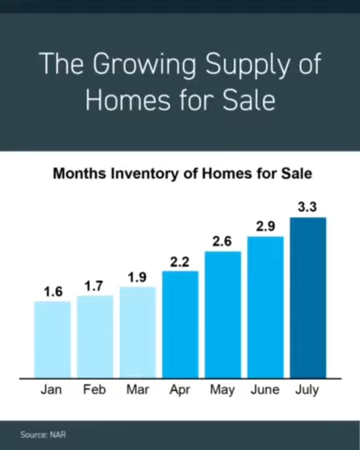 The Growing Supply of
Homes for Sale
Months Inventory of Homes for Sale
1.6
1.7
1.9
2.2
2.6
2.9
3.3
Jan Feb Mar Apr May June July
Source: NAR